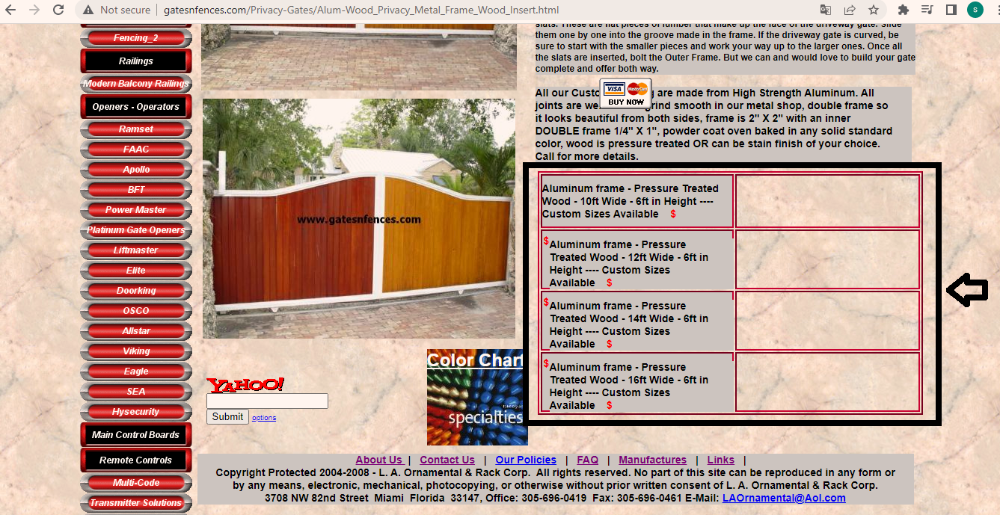 Not secure
gatesnfences.com/Privacy-Gates/Alum-Wood_Privacy_Metal_Frame_Wood_Insert.html
S
Fencing_2
Railings
Modern Balcony Railings
Openers - Operators
Ramset
FAAC
Apollo
BFT
Power Master
Platinum Gate Openers
Liftmaster
Elite
Doorking
OSCO
Allstar
Viking
Eagle
SEA
Hysecurity
Main Control Boards
Remote Controls
Multi-Code
Transmitter Solutions
www.gatesnfences.com
YAHOO!
Submit
options
Color Chart
specialties
slats. These are flat pieces of lumber that make up the face of the driveway gate. Slide
them one by one into the groove made in the frame. If the driveway gate is curved, be
sure to start with the smaller pieces and work your way up to the larger ones. Once all
the slats are inserted, bolt the Outer Frame. But we can and would love to build your gate
complete and offer both way.
VISA MasterCard
BUY NOW
All our Custo g are made from High Strength Aluminum. All
joints are we grind smooth in our metal shop, double frame so
it looks beautiful from both sides, frame is 2" X 2" with an inner
DOUBLE frame 1/4" X 1", powder coat oven baked in any solid standard
color, wood is pressure treated OR can be stain finish of your choice.
Call for more details.
Aluminum frame - Pressure Treated
Wood - 10ft Wide - 6ft in Height ----
Custom Sizes Available $
$Aluminum frame - Pressure
Treated Wood - 12ft Wide - 6ft in
Height ---- Custom Sizes
Available $
$Aluminum frame - Pressure
Treated Wood - 14ft Wide - 6ft in
Height ---- Custom Sizes
Available $
$Aluminum frame - Pressure
Treated Wood - 16ft Wide - 6ft in
Height ---- Custom Sizes
Available $
About Us | Contact Us | Our Policies | FAQ | Manufactures | Links |
Copyright Protected 2004-2008 - L. A. Ornamental & Rack Corp. All rights reserved. No part of this site can be reproduced in any form or
by any means, electronic, mechanical, photocopying, or otherwise without prior written consent of L. A. Ornamental & Rack Corp.
3708 NW 82nd Street Miami Florida 33147, Office: 305-696-0419 Fax: 305-696-0461 E-Mail: LAOrnamental@Aol.com